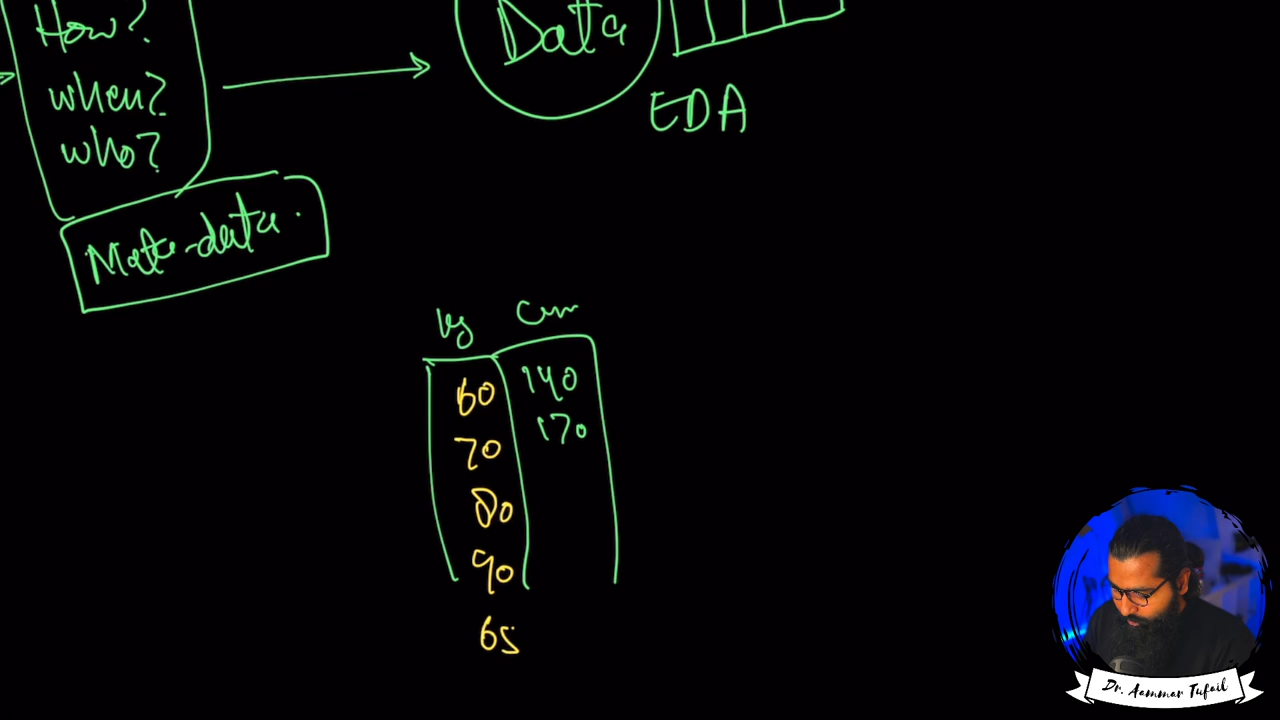 How?
when?
who?
Data
EDA
Meta-data.
kg cm
60 140
70 170
80
90
65
Dr. Aammar Tufail